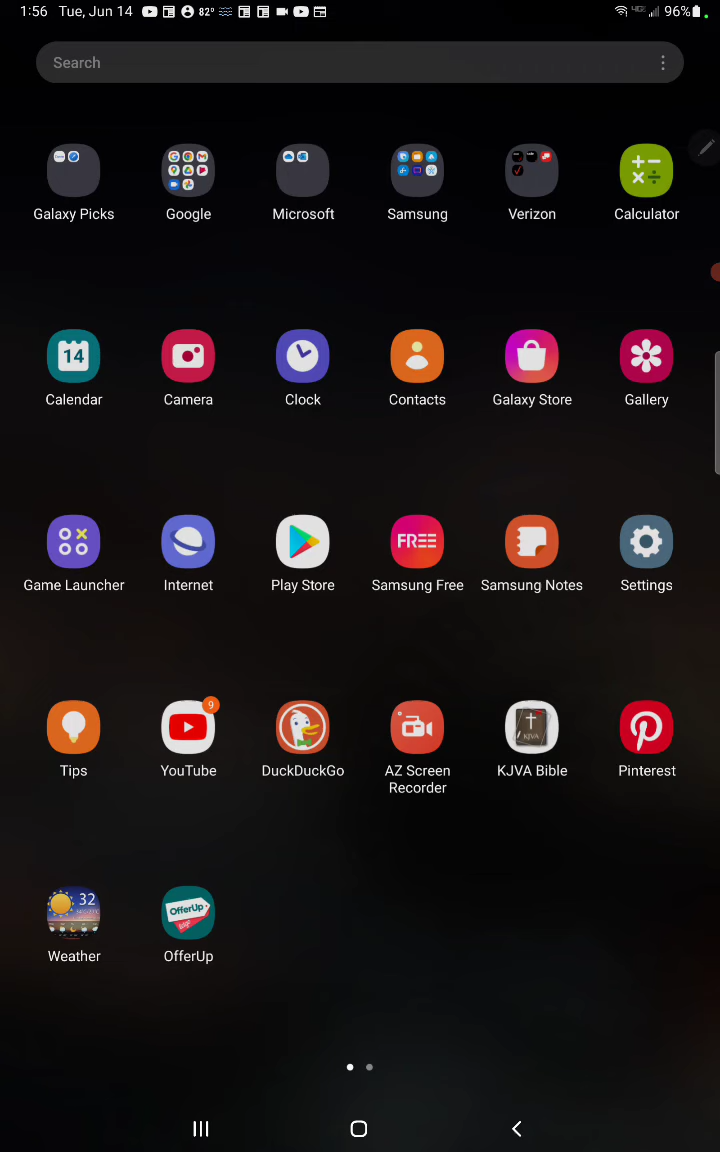 1:56 Tue, Jun 14 82° 4G 96%
Search
Galaxy Picks Google Microsoft Samsung Verizon Calculator
14
Calendar Camera Clock Contacts Galaxy Store Gallery
FREE
Game Launcher Internet Play Store Samsung Free Samsung Notes Settings
9
KJVA
Tips YouTube DuckDuckGo AZ Screen Recorder KJVA Bible Pinterest
32
OfferUp
Weather OfferUp